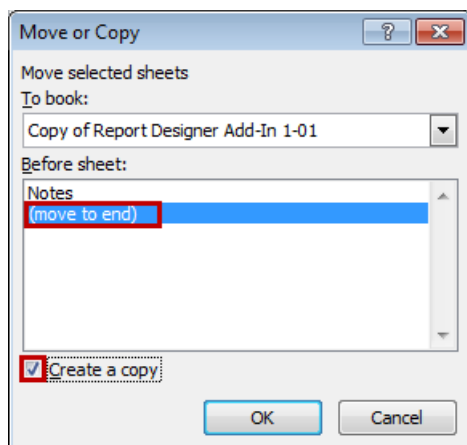 Move or Copy
Move selected sheets
To book:
Copy of Report Designer Add-In 1-01
Before sheet:
Notes
(move to end)
Create a copy
OK Cancel